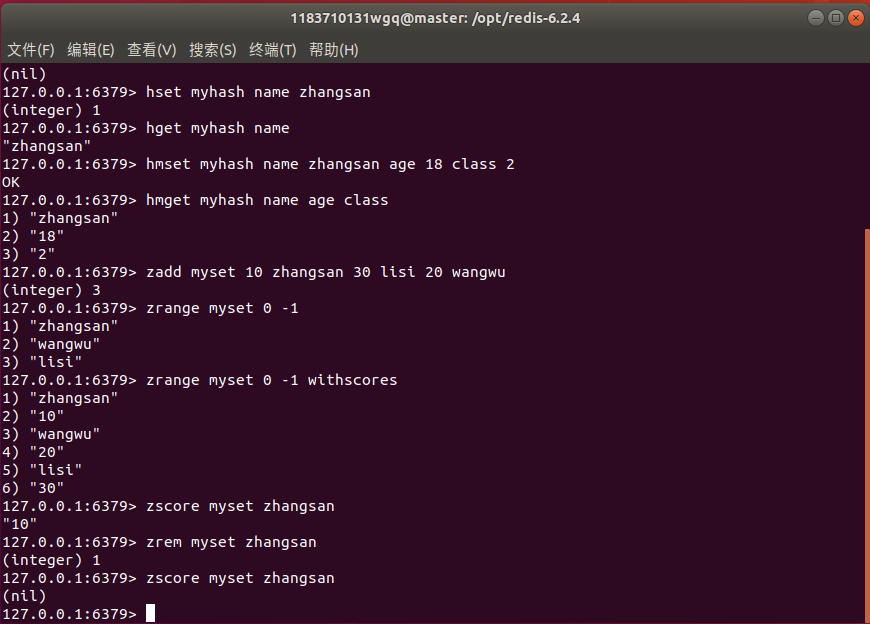 1183710131wgq@master: /opt/redis-6.2.4
文件(F) 编辑(E) 查看(V) 搜索(S) 终端(T) 帮助(H)
(nil)
127.0.0.1:6379> hset myhash name zhangsan
(integer) 1
127.0.0.1:6379> hget myhash name
"zhangsan"
127.0.0.1:6379> hmset myhash name zhangsan age 18 class 2
OK
127.0.0.1:6379> hmget myhash name age class
1) "zhangsan"
2) "18"
3) "2"
127.0.0.1:6379> zadd myset 10 zhangsan 30 lisi 20 wangwu
(integer) 3
127.0.0.1:6379> zrange myset 0 -1
1) "zhangsan"
2) "wangwu"
3) "lisi"
127.0.0.1:6379> zrange myset 0 -1 withscores
1) "zhangsan"
2) "10"
3) "wangwu"
4) "20"
5) "lisi"
6) "30"
127.0.0.1:6379> zscore myset zhangsan
"10"
127.0.0.1:6379> zrem myset zhangsan
(integer) 1
127.0.0.1:6379> zscore myset zhangsan
(nil)
127.0.0.1:6379>